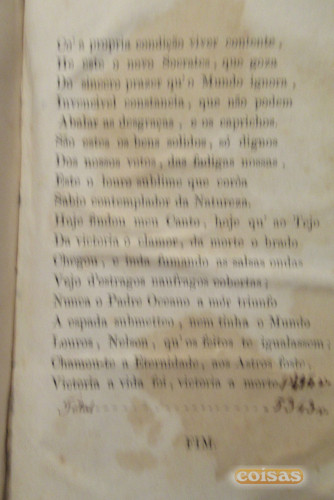 Co'a propria condição viver contente,
He este o novo Socrates, que goza
Do sincero prazer qu'o Mundo ignora,
Invencivel constancia, que não podem
Abalar as desgraças, e os caprichos.
São estes os bens solidos, só dignos
Dos nossos votos, das fadigas nossas,
Este o louro sublime que corôa
Sabio contemplador da Natureza.
Hoje findou meu Canto, hoje qu'ao Tejo
Da victoria o clamor, da morte o brado
Chegou, e inda fumando as salsas ondas
Vejo d'estragos naufragos cobertas;
Nunca o Padre Oceano a mór triunfo
A espada submetteo, nem tinha o Mundo
Louros, Nelson, qu'os feitos te igualassem;
Chamou-te a Eternidade, aos Astros foste,
Victoria a vida foi, victoria a morte.
5363
FIM.
coisas